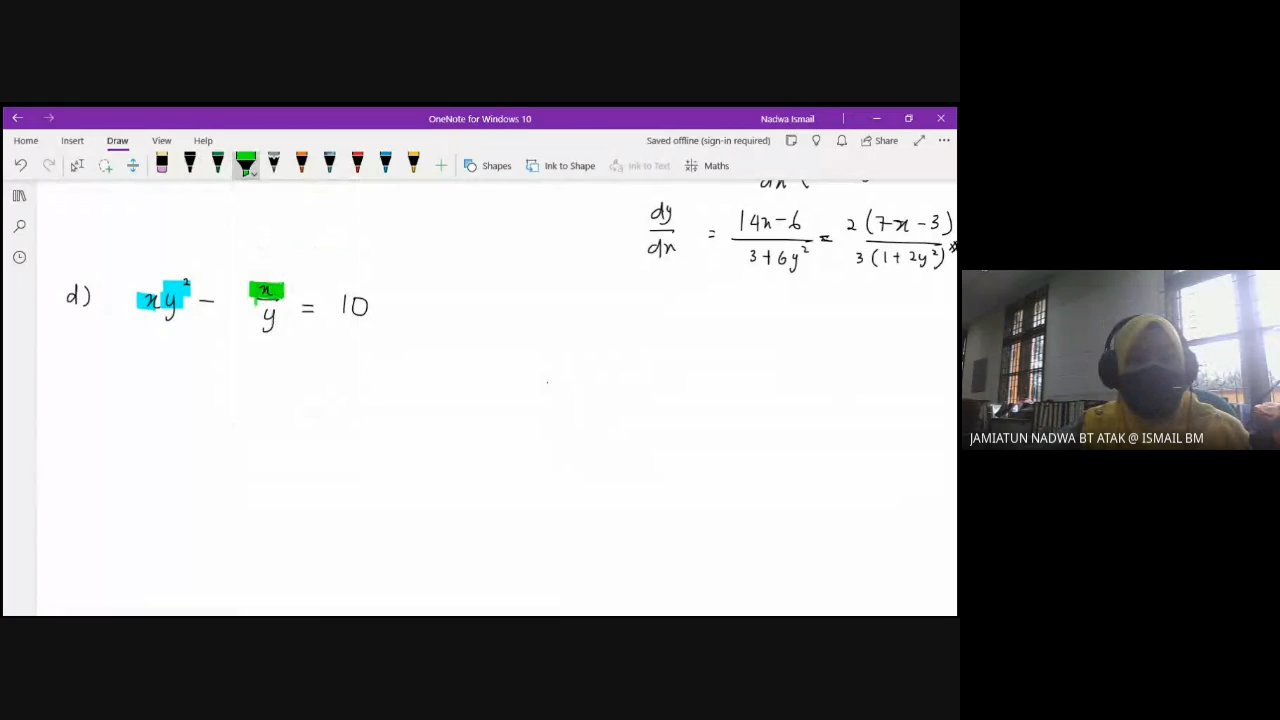 OneNote for Windows 10
Nadwa Ismail
Home Insert Draw View Help
Saved offline (sign-in required)
Share
Shapes
Ink to Shape
Ink to Text
Maths
dy/dx = (14x-6)/(3+6y²) = 2(7x-3)/3(1+2y²)
d) xy² - x/y = 10
JAMIATUN NADWA BT ATAK @ ISMAIL BM